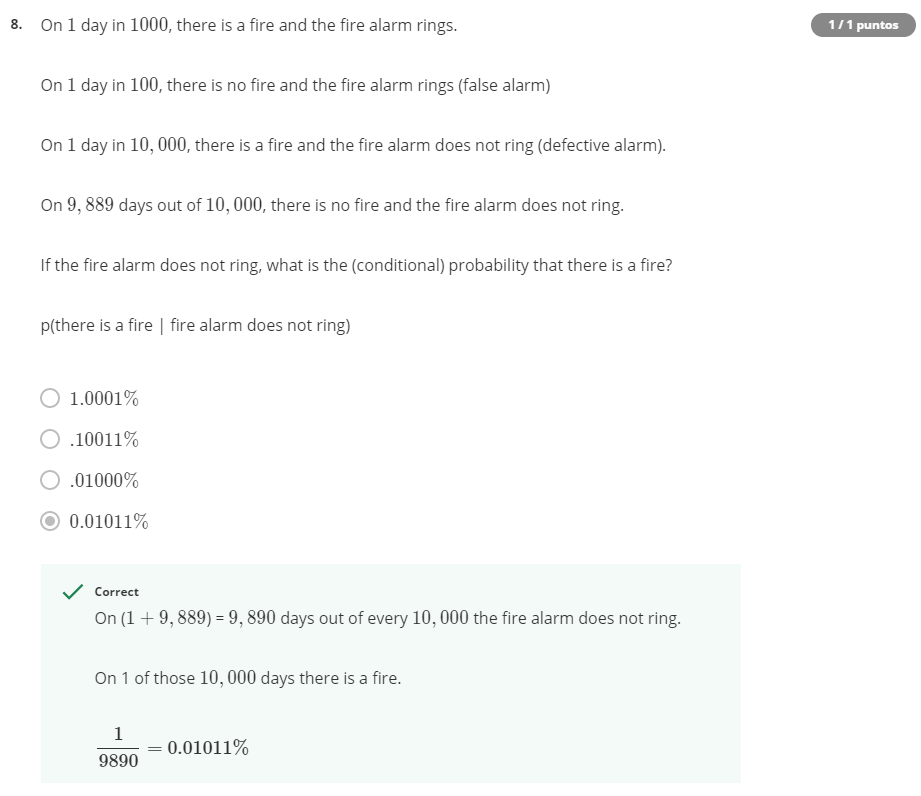 8. On 1 day in 1000, there is a fire and the fire alarm rings.
1 / 1 puntos
On 1 day in 100, there is no fire and the fire alarm rings (false alarm)
On 1 day in 10, 000, there is a fire and the fire alarm does not ring (defective alarm).
On 9, 889 days out of 10, 000, there is no fire and the fire alarm does not ring.
If the fire alarm does not ring, what is the (conditional) probability that there is a fire?
p(there is a fire | fire alarm does not ring)
1.0001%
.10011%
.01000%
0.01011%
Correct
On (1 + 9, 889) = 9, 890 days out of every 10, 000 the fire alarm does not ring.
On 1 of those 10, 000 days there is a fire.
1
9890
= 0.01011%